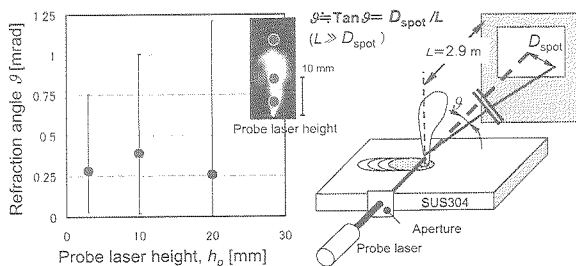 Refraction angle ϑ [mrad]
1.25
1
0.75
0.5
0.25
0
0
10
20
30
Probe laser height, hp [mm]
10 mm
Probe laser height
ϑ≒Tanϑ= Dspot/L
(L ≫ Dspot )
L=2.9 m
Dspot
ϑ
SUS304
Aperture
Probe laser